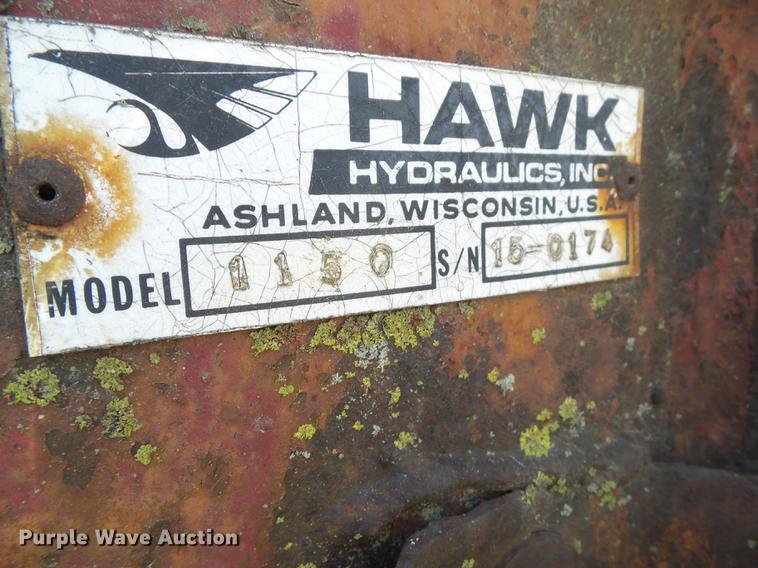 HAWK
HYDRAULICS, INC.
ASHLAND, WISCONSIN, U.S.A.
MODEL 1150 S/N 15-0174
Purple Wave Auction